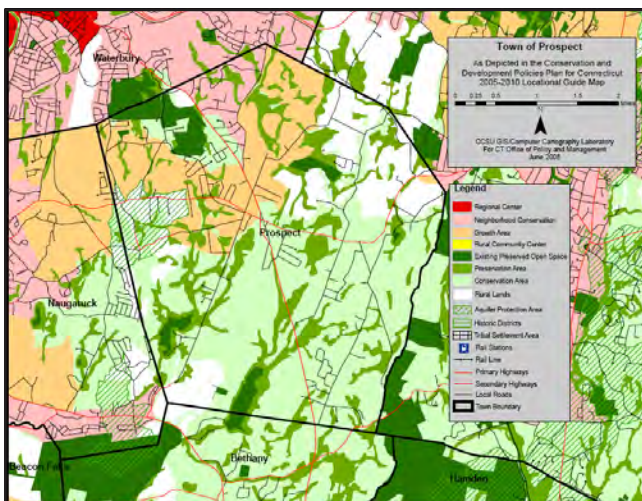 Town of Prospect
As Depicted in the Conservation and
Development Policies Plan for Connecticut
2005-2010 Locational Guide Map
0 0.25 0.5 1 1.5 2
Miles
CCSU GIS/Computer Cartography Laboratory
For CT Office of Policy and Management
June 2005
Legend
Regional Center
Neighborhood Conservation
Growth Area
Rural Community Center
Existing Preserved Open Space
Preservation Area
Conservation Area
Rural Lands
Aquifer Protection Area
Historic Districts
Tribal Settlement Area
Rail Stations
Rail Line
Primary Highways
Secondary Highways
Local Roads
Town Boundary
Waterbury
Prospect
Naugatuck
Beacon Falls
Bethany
Hamden